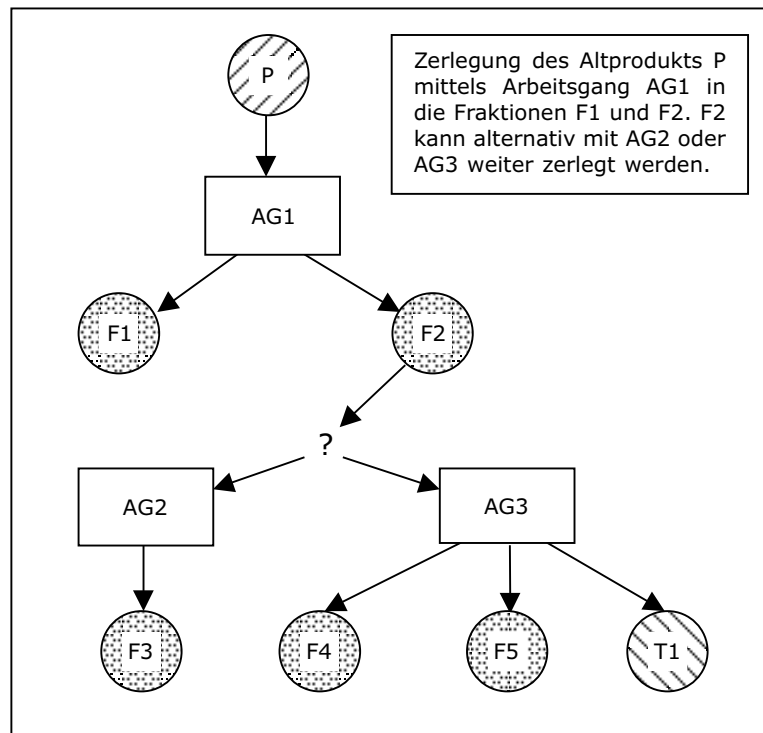 P
Zerlegung des Altprodukts P
mittels Arbeitsgang AG1 in
die Fraktionen F1 und F2. F2
kann alternativ mit AG2 oder
AG3 weiter zerlegt werden.
AG1
F1
F2
?
AG2
AG3
F3
F4
F5
T1